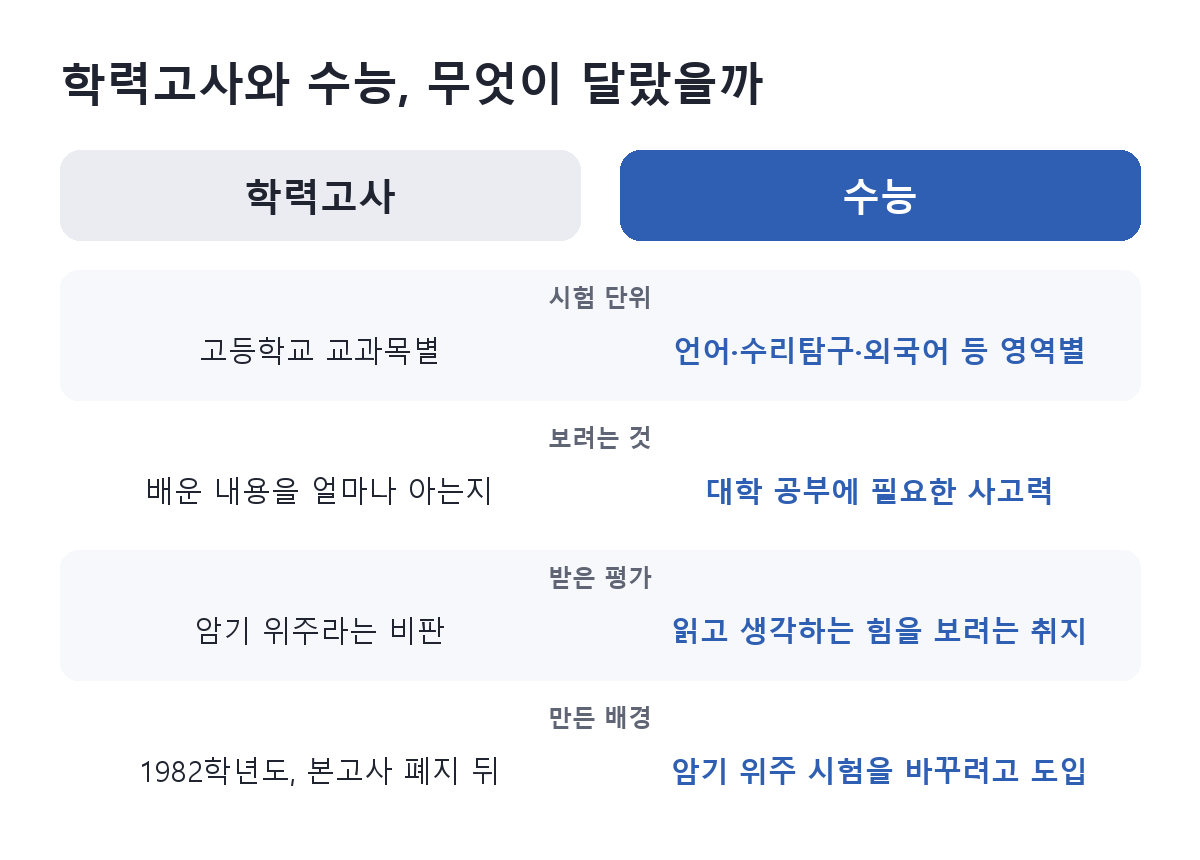 학력고사와 수능, 무엇이 달랐을까
학력고사
수능
시험 단위
고등학교 교과목별
언어·수리탐구·외국어 등 영역별
보려는 것
배운 내용을 얼마나 아는지
대학 공부에 필요한 사고력
받은 평가
암기 위주라는 비판
읽고 생각하는 힘을 보려는 취지
만든 배경
1982학년도, 본고사 폐지 뒤
암기 위주 시험을 바꾸려고 도입